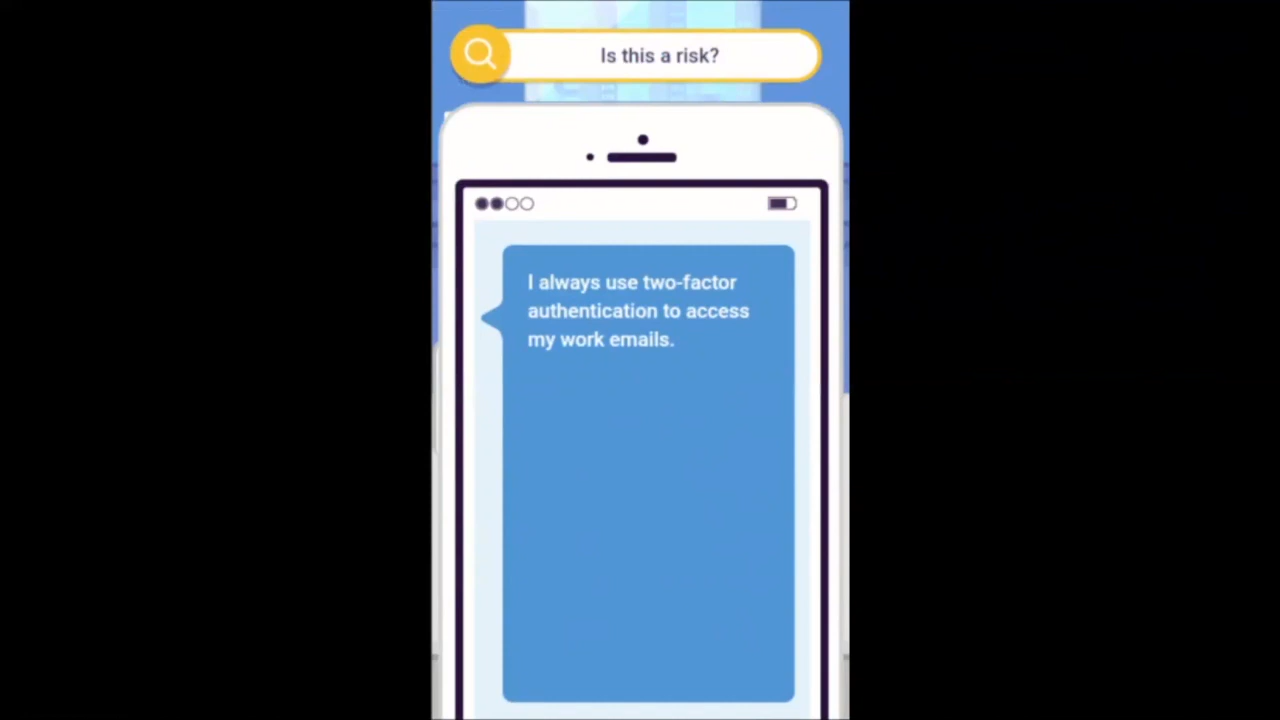 Is this a risk?
I always use two-factor
authentication to access
my work emails.